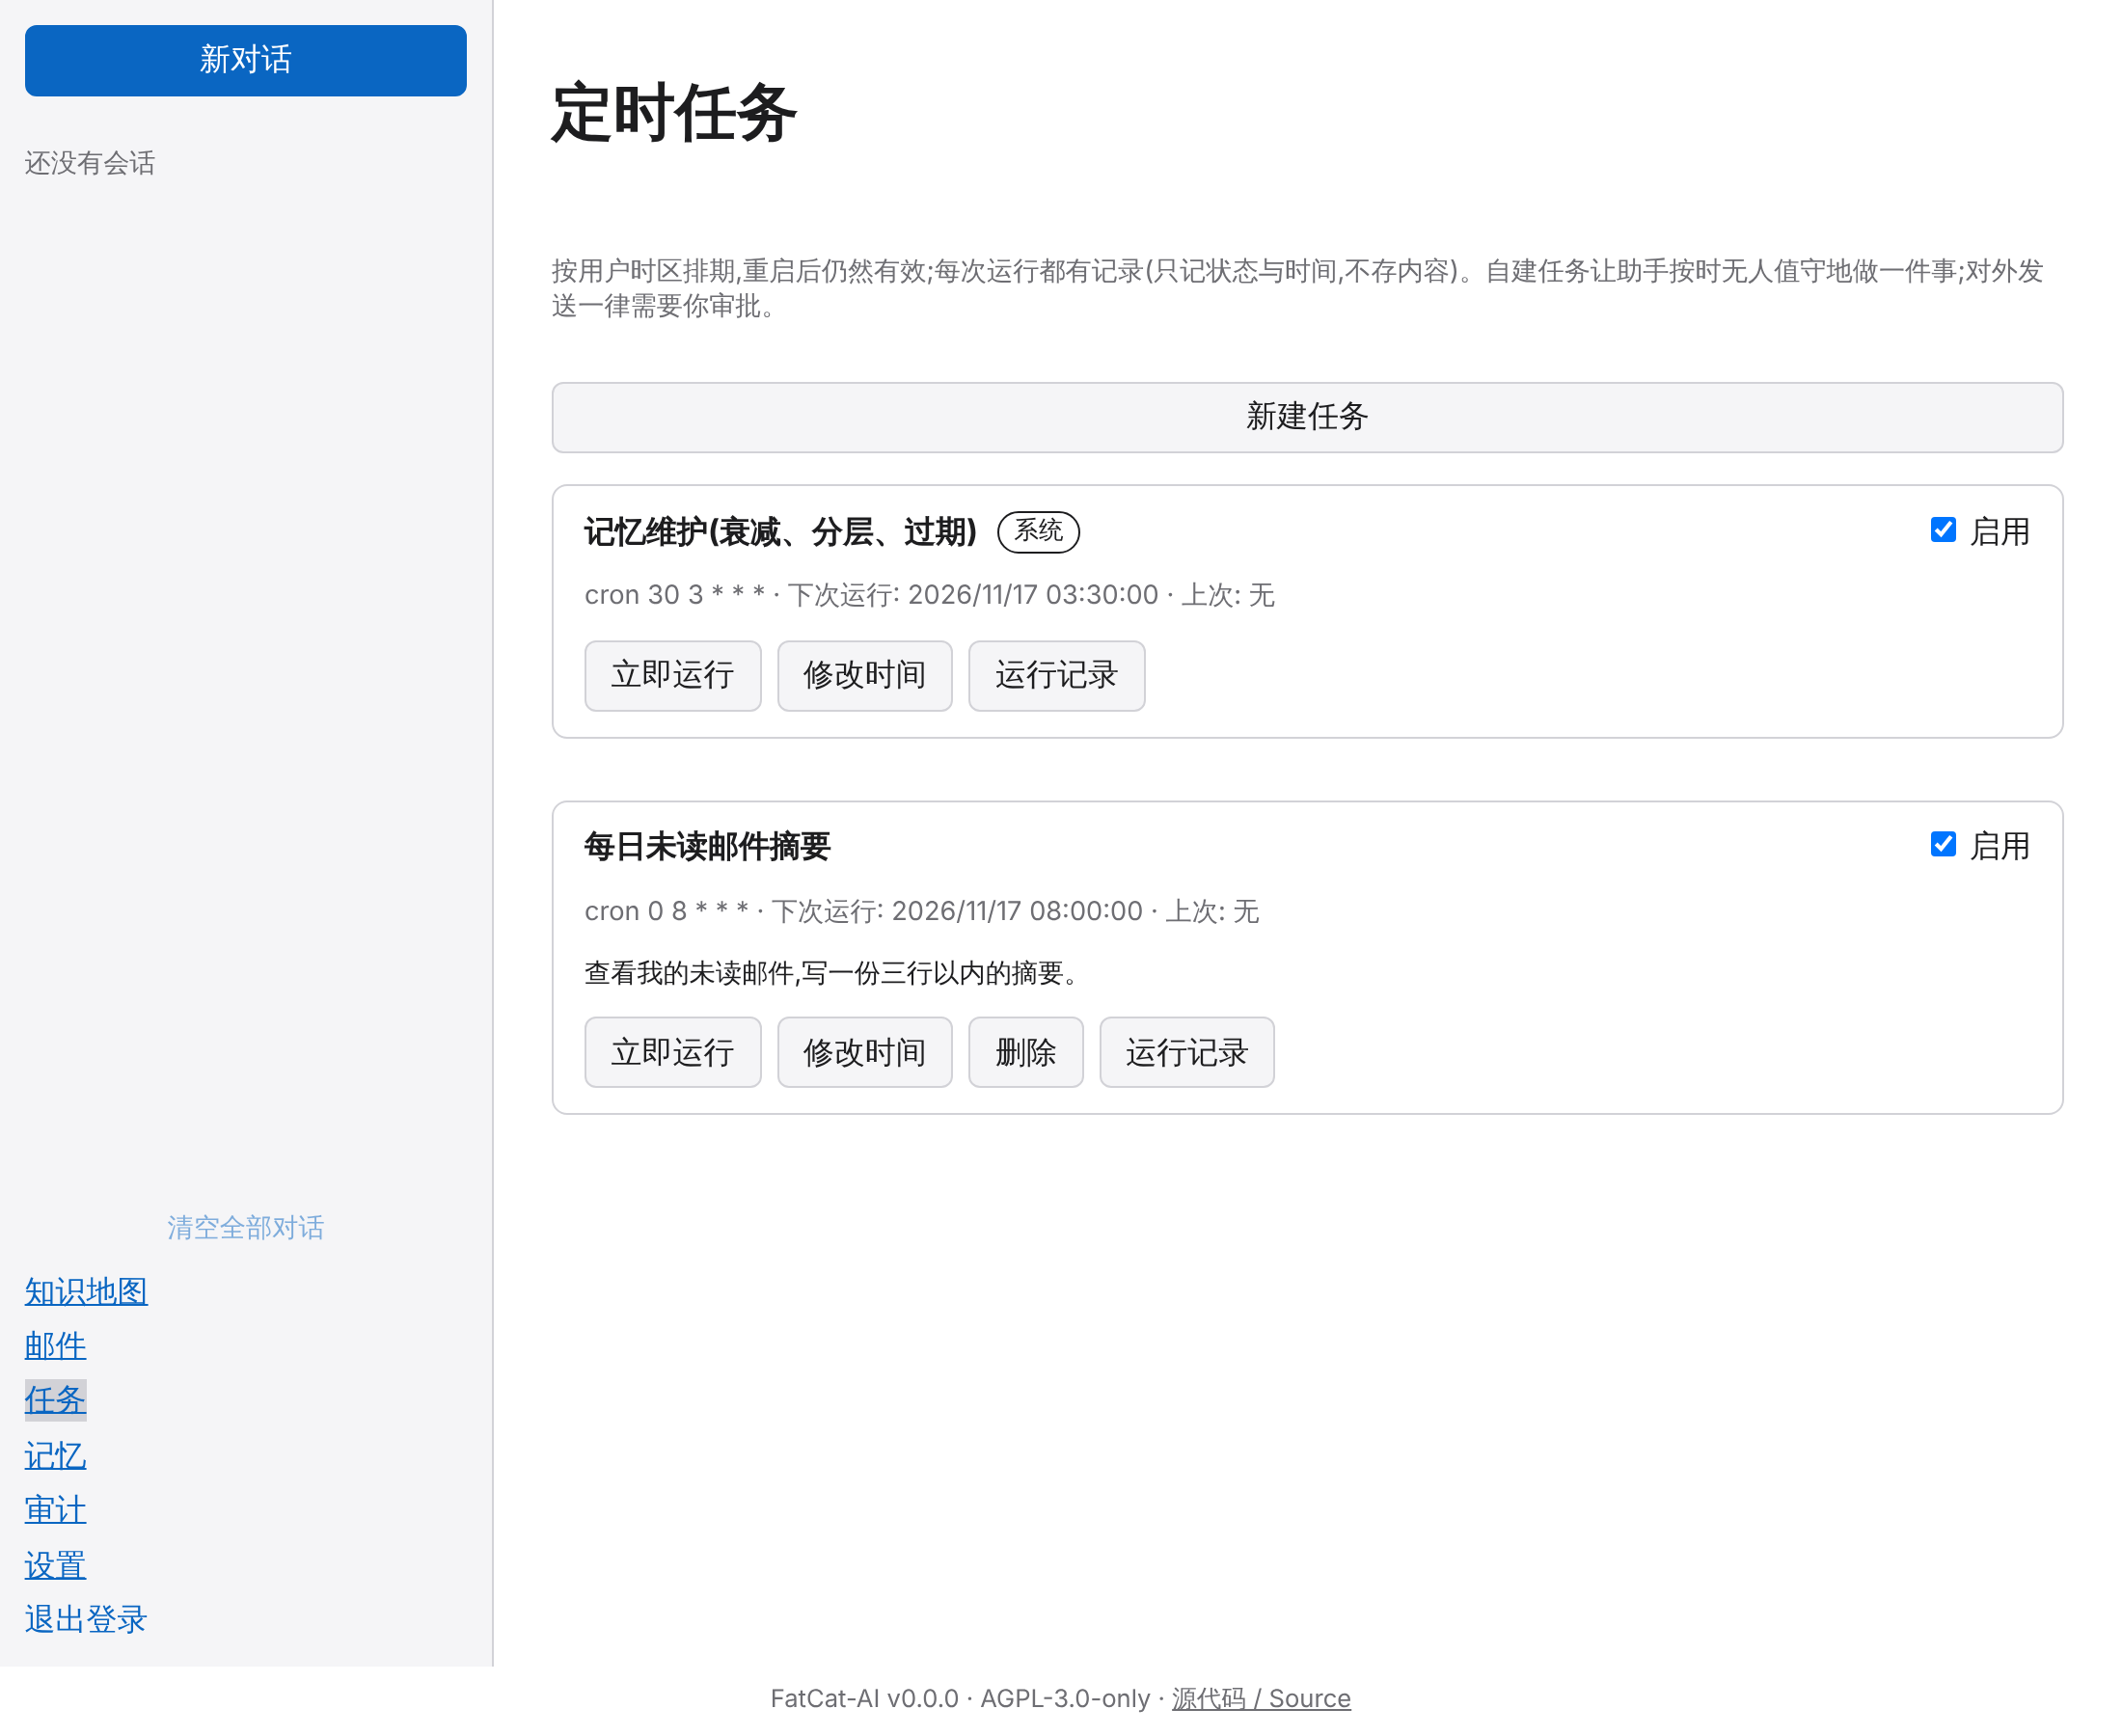 新对话
还没有会话
清空全部对话
知识地图
邮件
任务
记忆
审计
设置
退出登录
定时任务
按用户时区排期,重启后仍然有效;每次运行都有记录(只记状态与时间,不存内容)。自建任务让助手按时无人值守地做一件事;对外发
送一律需要你审批。
新建任务
记忆维护(衰减、分层、过期) 系统 启用
cron 30 3 * * * · 下次运行: 2026/11/17 03:30:00 · 上次: 无
立即运行 修改时间 运行记录
每日未读邮件摘要 启用
cron 0 8 * * * · 下次运行: 2026/11/17 08:00:00 · 上次: 无
查看我的未读邮件,写一份三行以内的摘要。
立即运行 修改时间 删除 运行记录
FatCat-AI v0.0.0 · AGPL-3.0-only · 源代码 / Source